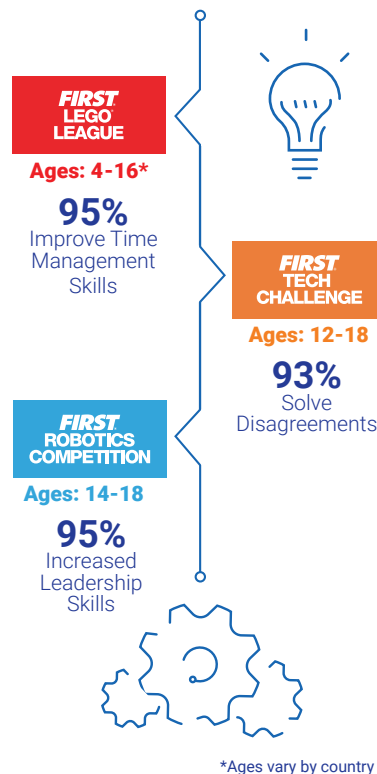 FIRST
LEGO
LEAGUE
Ages: 4-16*
95%
Improve Time
Management
Skills
FIRST
TECH
CHALLENGE
Ages: 12-18
93%
Solve
Disagreements
FIRST
ROBOTICS
COMPETITION
Ages: 14-18
95%
Increased
Leadership
Skills
*Ages vary by country